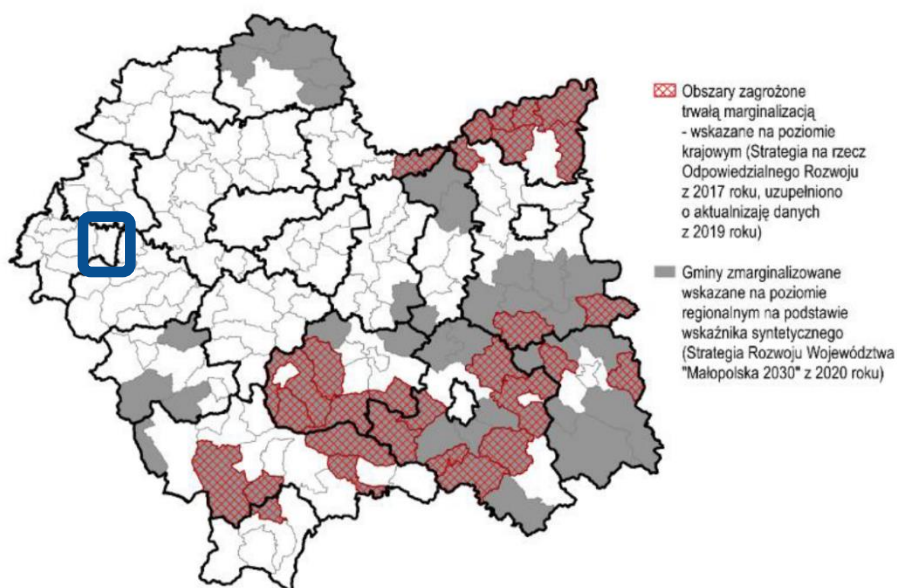 Obszary zagrożone
trwałą marginalizacją
- wskazane na poziomie
krajowym (Strategia na rzecz
Odpowiedzialnego Rozwoju
z 2017 roku, uzupełniono
o aktualnizaję danych
z 2019 roku)
Gminy zmarginalizowane
wskazane na poziomie
regionalnym na podstawie
wskaźnika syntetycznego
(Strategia Rozwoju Województwa
"Małopolska 2030" z 2020 roku)